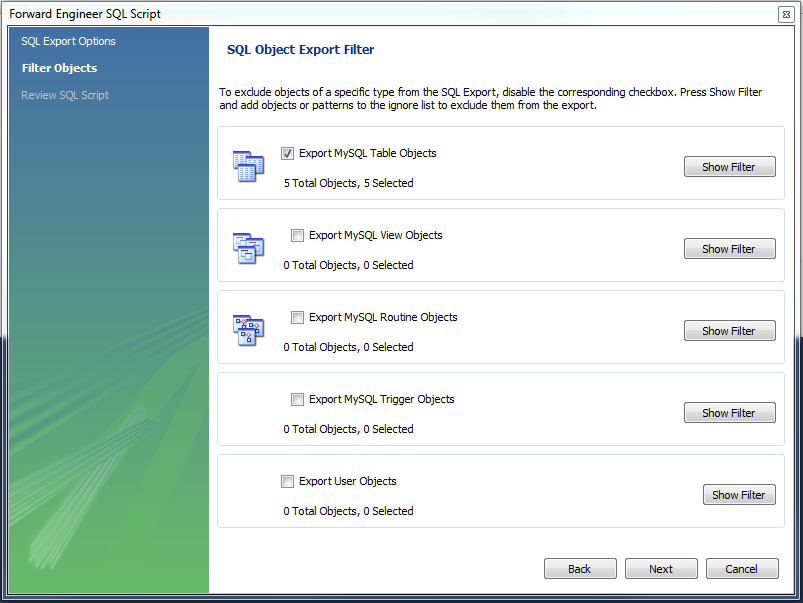 Forward Engineer SQL Script
SQL Export Options
Filter Objects
Review SQL Script
SQL Object Export Filter
To exclude objects of a specific type from the SQL Export, disable the corresponding checkbox. Press Show Filter
and add objects or patterns to the ignore list to exclude them from the export.
Export MySQL Table Objects
5 Total Objects, 5 Selected
Show Filter
Export MySQL View Objects
0 Total Objects, 0 Selected
Show Filter
Export MySQL Routine Objects
0 Total Objects, 0 Selected
Show Filter
Export MySQL Trigger Objects
0 Total Objects, 0 Selected
Show Filter
Export User Objects
0 Total Objects, 0 Selected
Show Filter
Back
Next
Cancel